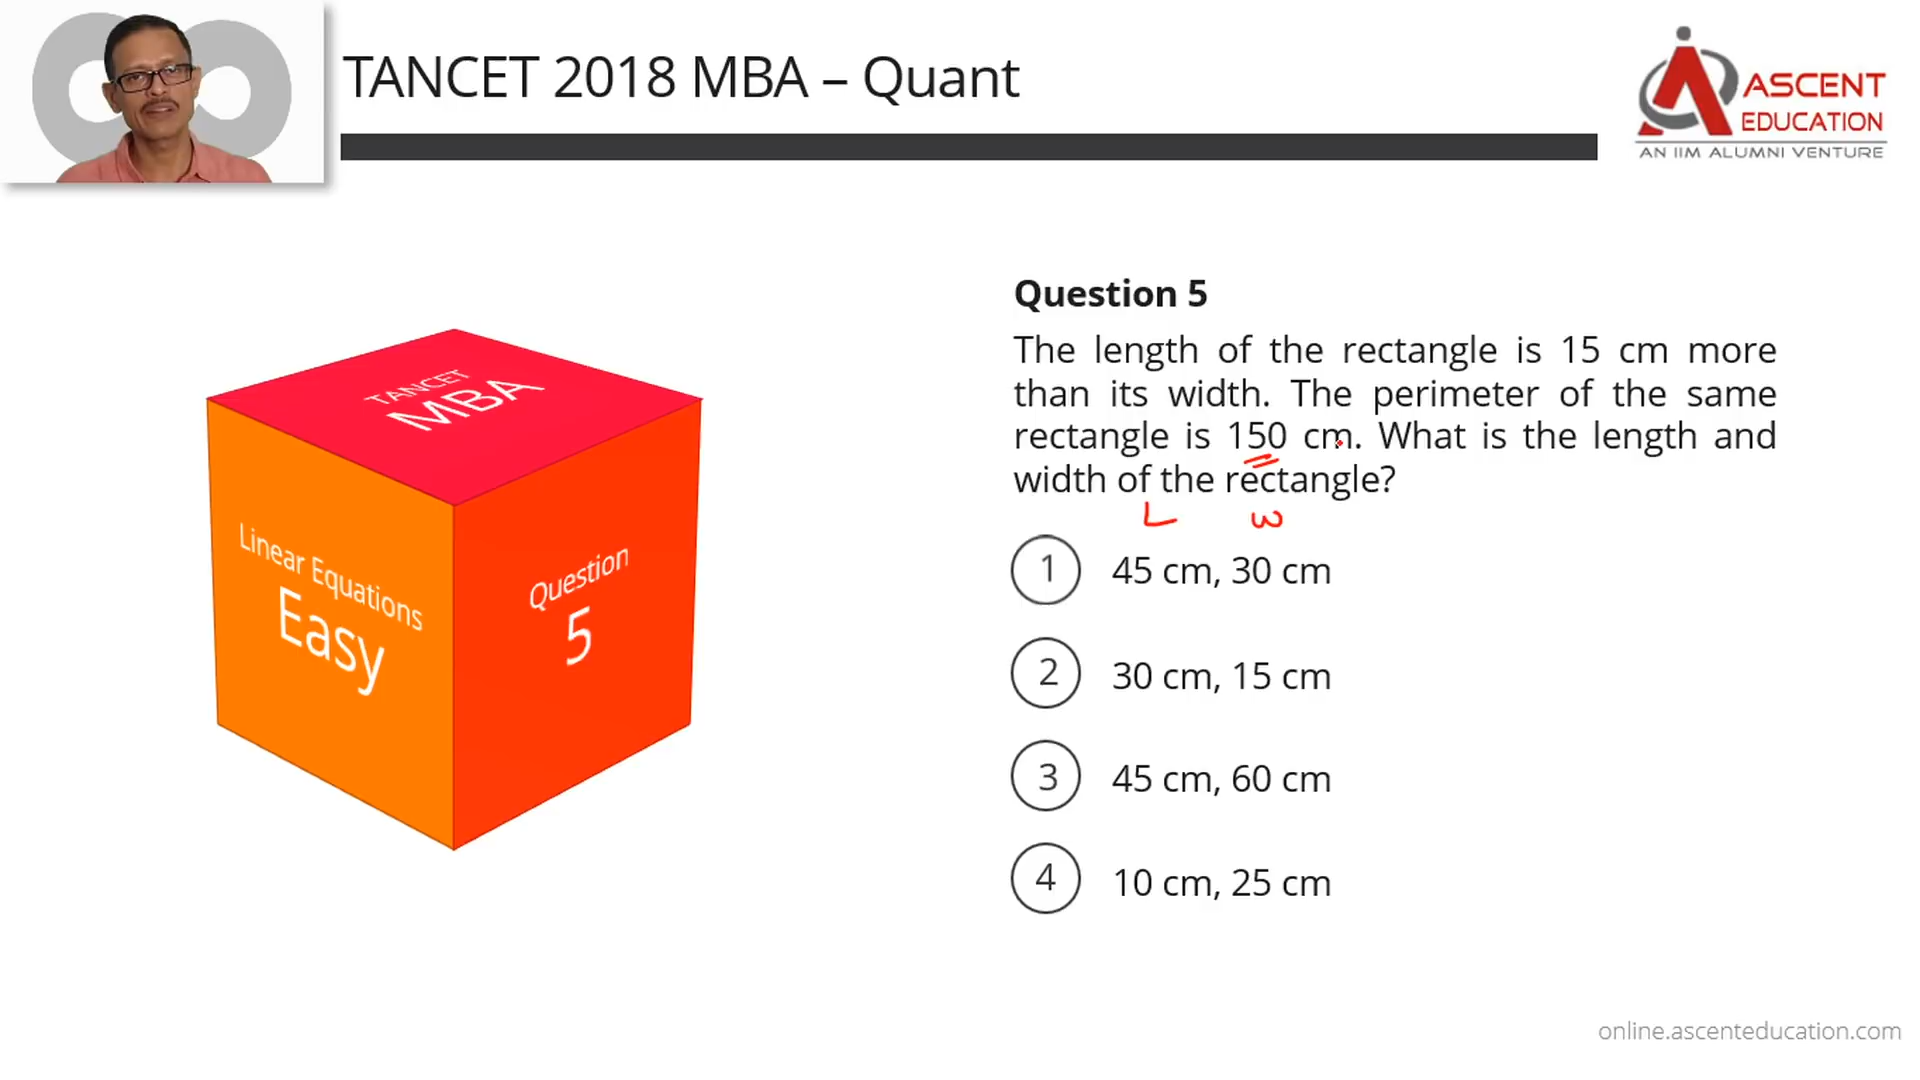 TANCET 2018 MBA – Quant
ASCENT
EDUCATION
AN IIM ALUMNI VENTURE
TANCET
MBA
Linear Equations
Easy
Question
5
Question 5
The length of the rectangle is 15 cm more
than its width. The perimeter of the same
rectangle is 150 cm. What is the length and
width of the rectangle?
L ω
1 45 cm, 30 cm
2 30 cm, 15 cm
3 45 cm, 60 cm
4 10 cm, 25 cm
online.ascenteducation.com